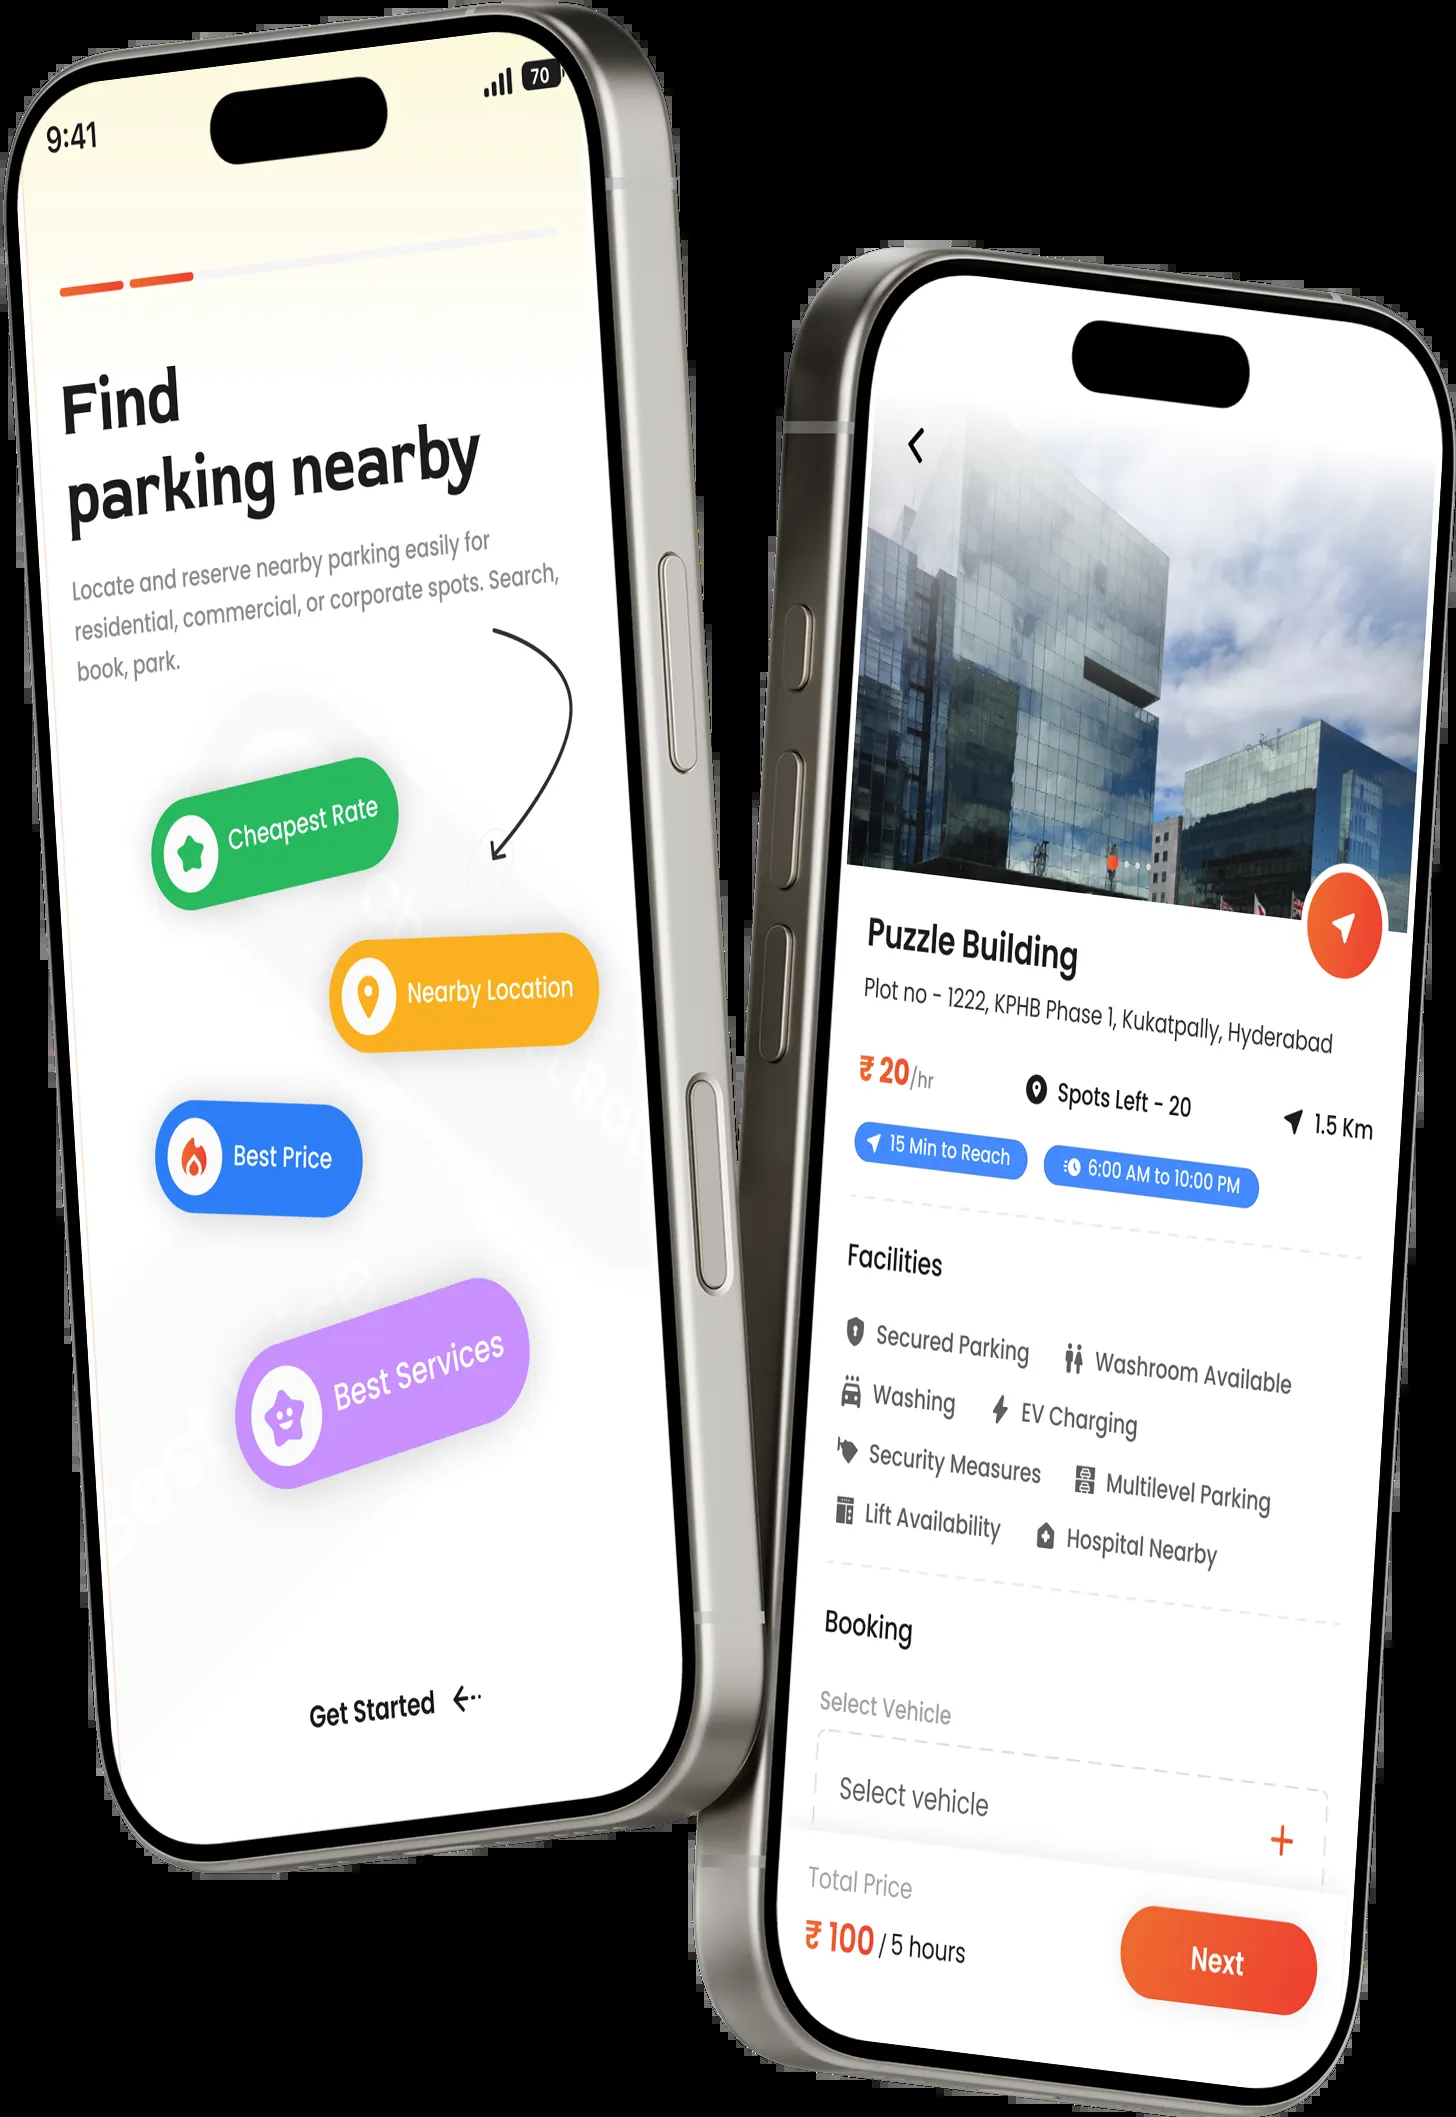 9:41
70
Find
parking nearby
Locate and reserve nearby parking easily for
residential, commercial, or corporate spots. Search,
book, park.
Cheapest Rate
Nearby Location
Best Price
Best Services
Get Started
Puzzle Building
Plot no - 1222, KPHB Phase 1, Kukatpally, Hyderabad
₹ 20/hr
Spots Left - 20
1.5 Km
15 Min to Reach
6:00 AM to 10:00 PM
Facilities
Secured Parking
Washroom Available
Washing
EV Charging
Security Measures
Multilevel Parking
Lift Availability
Hospital Nearby
Booking
Select Vehicle
Select vehicle
Total Price
₹ 100 / 5 hours
Next